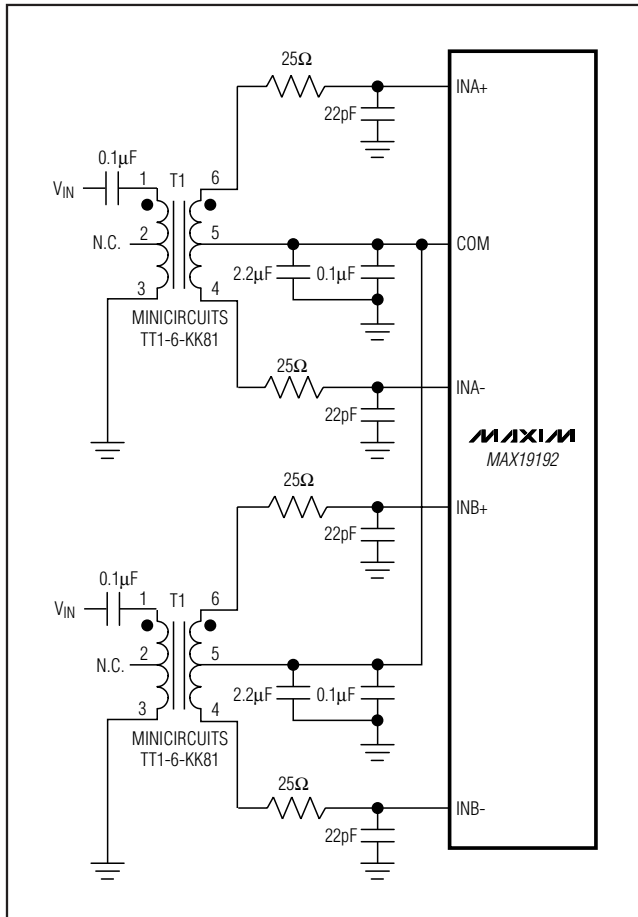 25Ω
INA+
22pF
0.1μF
T1
1
6
VIN
N.C.
2
5
COM
2.2μF
0.1μF
3
4
MINICIRCUITS
TT1-6-KK81
25Ω
INA-
22pF
MAXIM
MAX19192
25Ω
INB+
22pF
0.1μF
T1
1
6
VIN
N.C.
2
5
2.2μF
0.1μF
3
4
MINICIRCUITS
TT1-6-KK81
25Ω
INB-
22pF